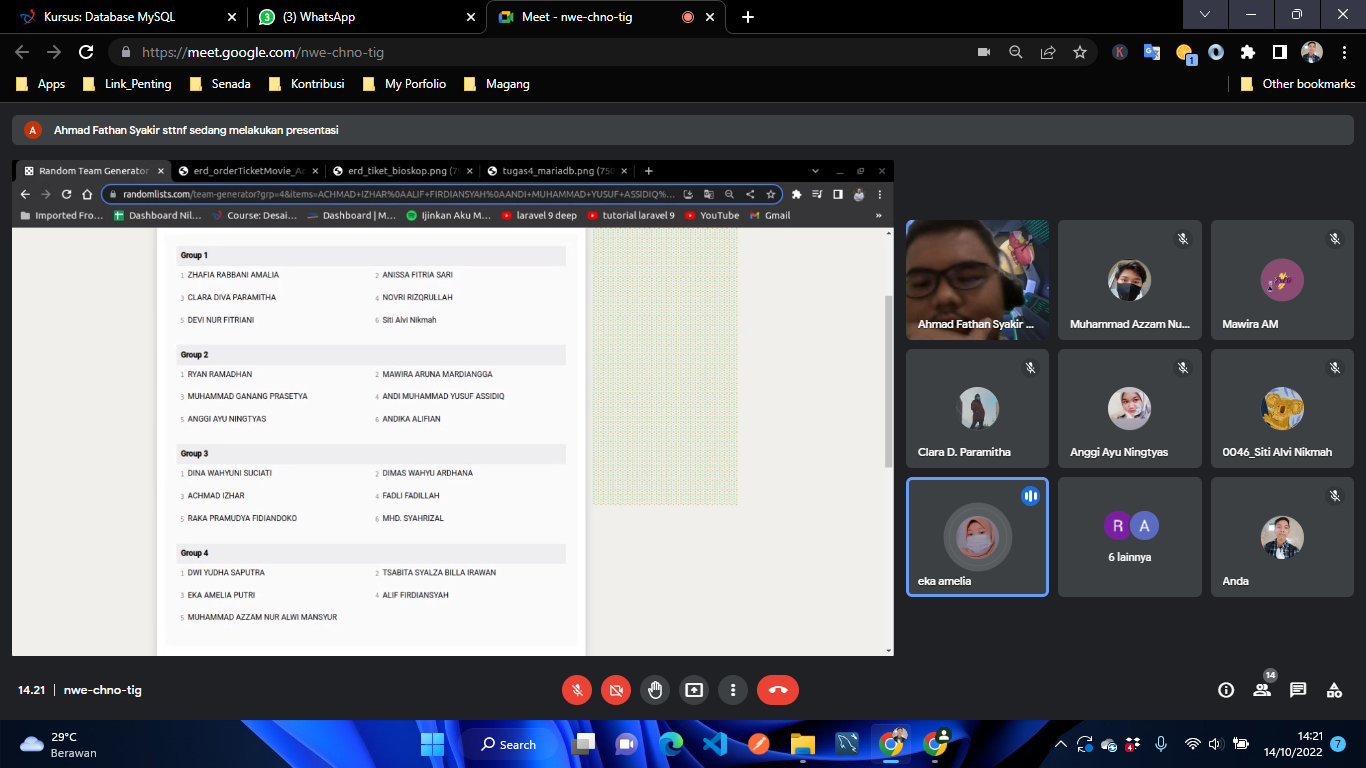 Kursus: Database MySQL
(3) WhatsApp
3
Meet - nwe-chno-tig
https://meet.google.com/nwe-chno-tig
K
1
Apps
Link_Penting
Senada
Kontribusi
My Porfolio
Magang
Other bookmarks
A
Ahmad Fathan Syakir sttnf sedang melakukan presentasi
Random Team Generator
erd_orderTicketMovie_Ac
erd_tiket_bioskop.png (7
tugas4_mariadb.png (750
randomlists.com/team-generator?grp=4&items=ACHMAD+IZHAR%0AALIF+FIRDIANSYAH%0AANDI+MUHAMMAD+YUSUF+ASSIDIQ%...
Imported Fro...
Dashboard Nil...
Course: Desai...
Dashboard | M...
Ijinkan Aku M...
laravel 9 deep
tutorial laravel 9
YouTube
Gmail
»
Group 1
1 ZHAFIA RABBANI AMALIA
2 ANISSA FITRIA SARI
3 CLARA DIVA PARAMITHA
4 NOVRI RIZQRULLAH
5 DEVI NUR FITRIANI
6 Siti Alvi Nikmah
Group 2
1 RYAN RAMADHAN
2 MAWIRA ARUNA MARDIANGGA
3 MUHAMMAD GANANG PRASETYA
4 ANDI MUHAMMAD YUSUF ASSIDIQ
5 ANGGI AYU NINGTYAS
6 ANDIKA ALIFIAN
Group 3
1 DINA WAHYUNI SUCIATI
2 DIMAS WAHYU ARDHANA
3 ACHMAD IZHAR
4 FADLI FADILLAH
5 RAKA PRAMUDYA FIDIANDOKO
6 MHD. SYAHRIZAL
Group 4
1 DWI YUDHA SAPUTRA
2 TSABITA SYALZA BILLA IRAWAN
3 EKA AMELIA PUTRI
4 ALIF FIRDIANSYAH
5 MUHAMMAD AZZAM NUR ALWI MANSYUR
Ahmad Fathan Syakir ...
Muhammad Azzam Nu...
Mawira AM
Clara D. Paramitha
Anggi Ayu Ningtyas
0046_Siti Alvi Nikmah
eka amelia
R
A
6 lainnya
Anda
14.21 | nwe-chno-tig
14
29°C
Berawan
Search
14:21
14/10/2022
7